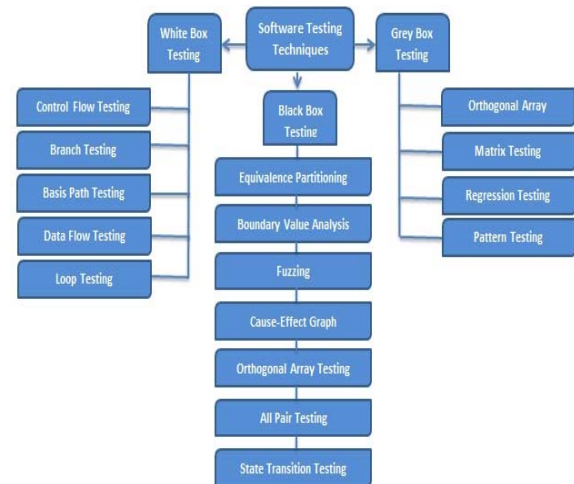 Software Testing
Techniques
White Box
Testing
Control Flow Testing
Branch Testing
Basis Path Testing
Data Flow Testing
Loop Testing
Black Box
Testing
Equivalence Partitioning
Boundary Value Analysis
Fuzzing
Cause-Effect Graph
Orthogonal Array Testing
All Pair Testing
State Transition Testing
Grey Box
Testing
Orthogonal Array
Matrix Testing
Regression Testing
Pattern Testing